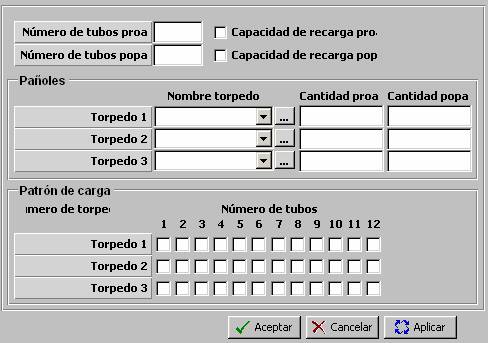 Número de tubos proa Capacidad de recarga proa
Número de tubos popa Capacidad de recarga pop
Pañoles
Nombre torpedo Cantidad proa Cantidad popa
Torpedo 1 ...
Torpedo 2 ...
Torpedo 3 ...
Patrón de carga
úmero de torped Número de tubos
1 2 3 4 5 6 7 8 9 10 11 12
Torpedo 1
Torpedo 2
Torpedo 3
Aceptar Cancelar Aplicar